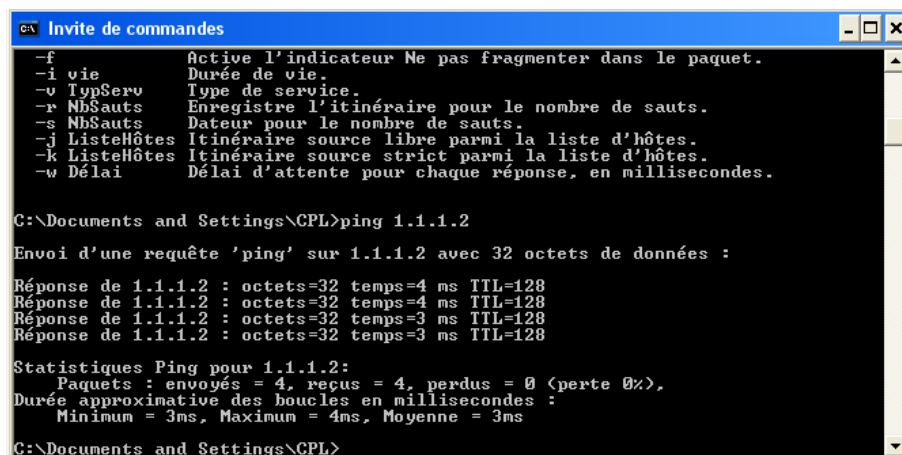 Invite de commandes
-f Active l'indicateur Ne pas fragmenter dans le paquet.
-i vie Durée de vie.
-v TypServ Type de service.
-r NbSauts Enregistre l'itinéraire pour le nombre de sauts.
-s NbSauts Dateur pour le nombre de sauts.
-j ListeHôtes Itinéraire source libre parmi la liste d'hôtes.
-k ListeHôtes Itinéraire source strict parmi la liste d'hôtes.
-w Délai Délai d'attente pour chaque réponse, en millisecondes.
C:\Documents and Settings\CPL>ping 1.1.1.2
Envoi d'une requête 'ping' sur 1.1.1.2 avec 32 octets de données :
Réponse de 1.1.1.2 : octets=32 temps=4 ms TTL=128
Réponse de 1.1.1.2 : octets=32 temps=4 ms TTL=128
Réponse de 1.1.1.2 : octets=32 temps=3 ms TTL=128
Réponse de 1.1.1.2 : octets=32 temps=3 ms TTL=128
Statistiques Ping pour 1.1.1.2:
Paquets : envoyés = 4, reçus = 4, perdus = 0 (perte 0%),
Durée approximative des boucles en millisecondes :
Minimum = 3ms, Maximum = 4ms, Moyenne = 3ms
C:\Documents and Settings\CPL>